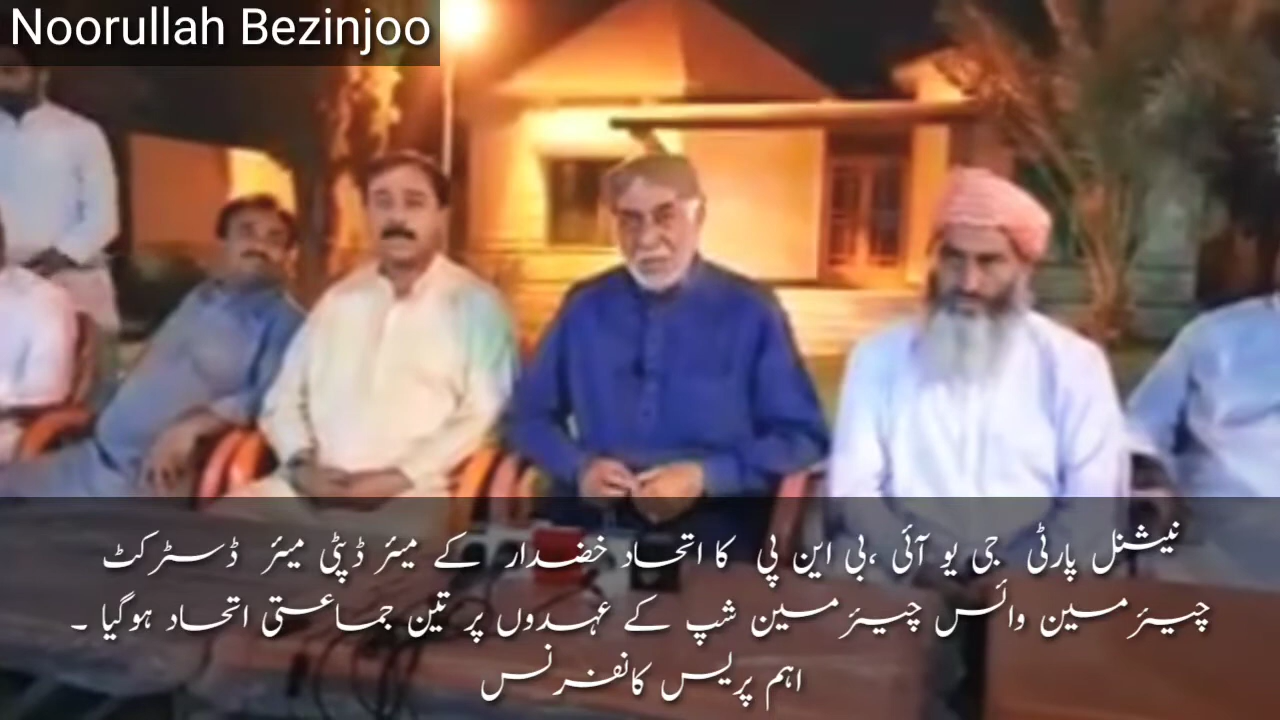 Noorullah Bezinjoo
نیشنل پارٹی جی یو آئی ،بی این پی کا اتحاد خضدار کے میئر ڈپٹی میئر ڈسٹرکٹ
چیئرمین وائس چیئرمین شپ کے عہدوں پر تین جماعتی اتحاد ہوگیا ۔
اہم پریس کانفرنس